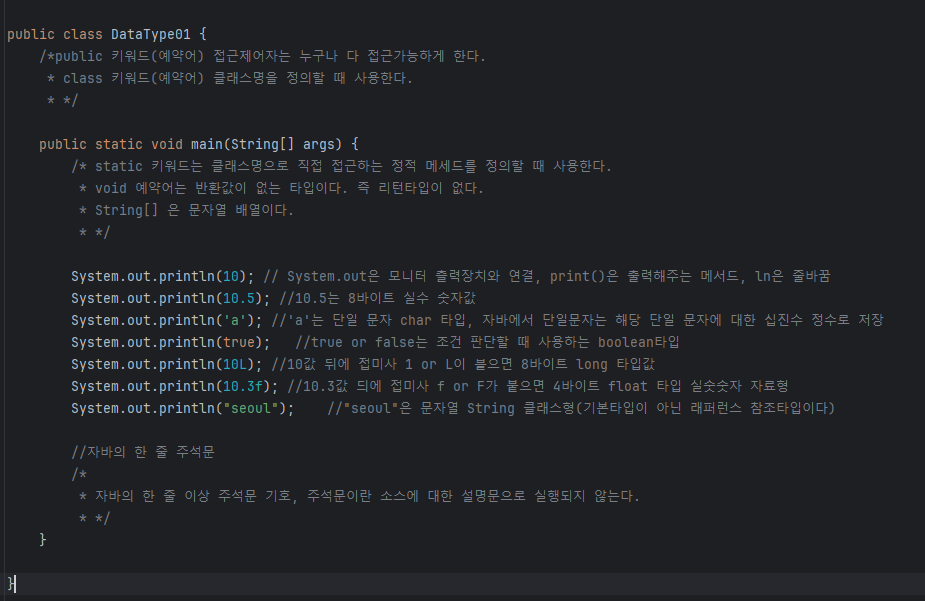 public class DataType01 {
    /*public 키워드(예약어) 접근제어자는 누구나 다 접근가능하게 한다.
     * class 키워드(예약어) 클래스명을 정의할 때 사용한다.
     * */
    public static void main(String[] args) {
        /* static 키워드는 클래스명으로 직접 접근하는 정적 메세드를 정의할 때 사용한다.
         * void 예약어는 반환값이 없는 타입이다. 즉 리턴타입이 없다.
         * String[] 은 문자열 배열이다.
         * */
        System.out.println(10); // System.out은 모니터 출력장치와 연결, print()은 출력해주는 메서드, ln은 줄바꿈
        System.out.println(10.5); //10.5는 8바이트 실수 숫자값
        System.out.println('a'); //'a'는 단일 문자 char 타입, 자바에서 단일문자는 해당 단일 문자에 대한 십진수 정수로 저장
        System.out.println(true);   //true or false는 조건 판단할 때 사용하는 boolean타입
        System.out.println(10L); //10값 뒤에 접미사 l or L이 붙으면 8바이트 long 타입값
        System.out.println(10.3f); //10.3값 듸에 접미사 f or F가 붙으면 4바이트 float 타입 실숫숫자 자료형
        System.out.println("seoul");    //"seoul"은 문자열 String 클래스형(기본타입이 아닌 래퍼런스 참조타입이다)
        //자바의 한 줄 주석문
        /*
         * 자바의 한 줄 이상 주석문 기호, 주석문이란 소스에 대한 설명문으로 실행되지 않는다.
         * */
    }
}